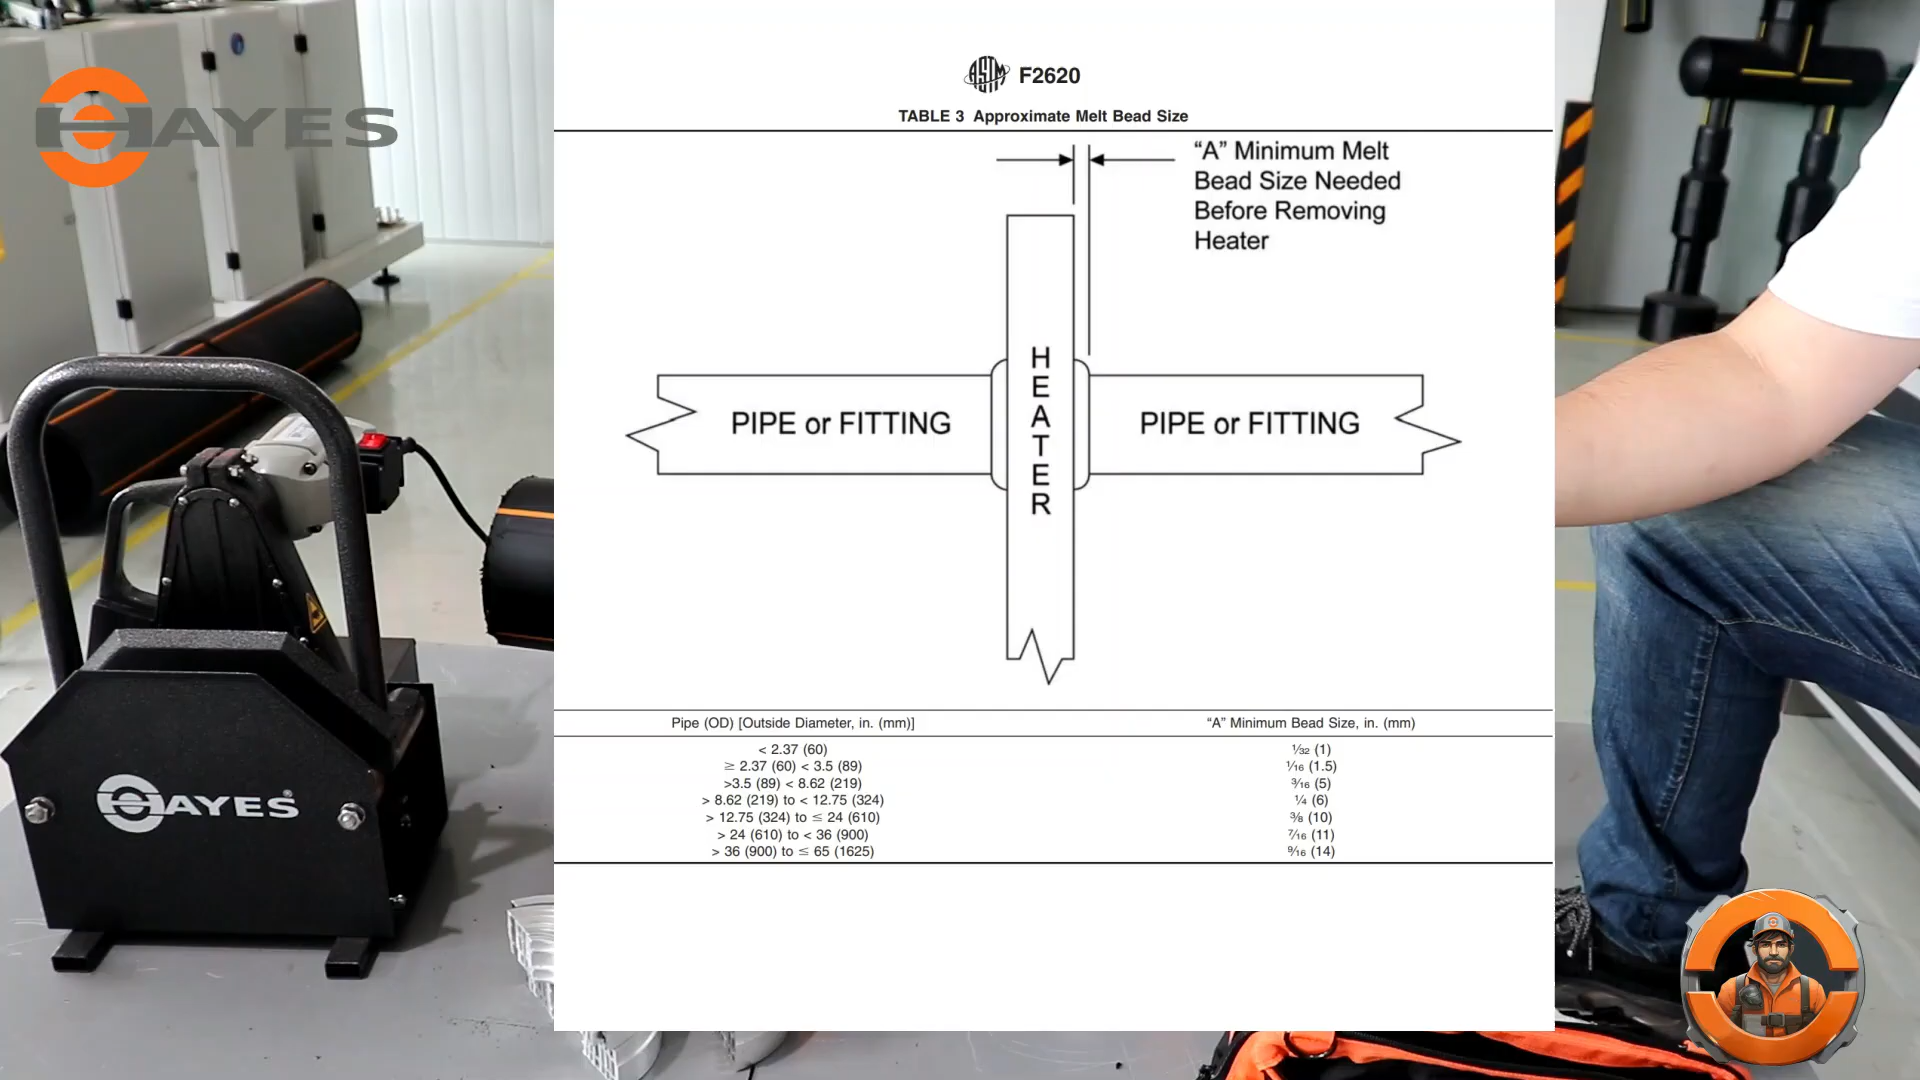 HAYES
ASTM F2620
TABLE 3 Approximate Melt Bead Size
“A” Minimum Melt
Bead Size Needed
Before Removing
Heater
PIPE or FITTING
HEATER
PIPE or FITTING
Pipe (OD) [Outside Diameter, in. (mm)] “A” Minimum Bead Size, in. (mm)
< 2.37 (60) 1⁄32 (1)
≥ 2.37 (60) < 3.5 (89) 1⁄16 (1.5)
>3.5 (89) < 8.62 (219) 3⁄16 (5)
> 8.62 (219) to < 12.75 (324) 1⁄4 (6)
> 12.75 (324) to ≤ 24 (610) 3⁄8 (10)
> 24 (610) to < 36 (900) 7⁄16 (11)
> 36 (900) to ≤ 65 (1625) 9⁄16 (14)
HAYES®